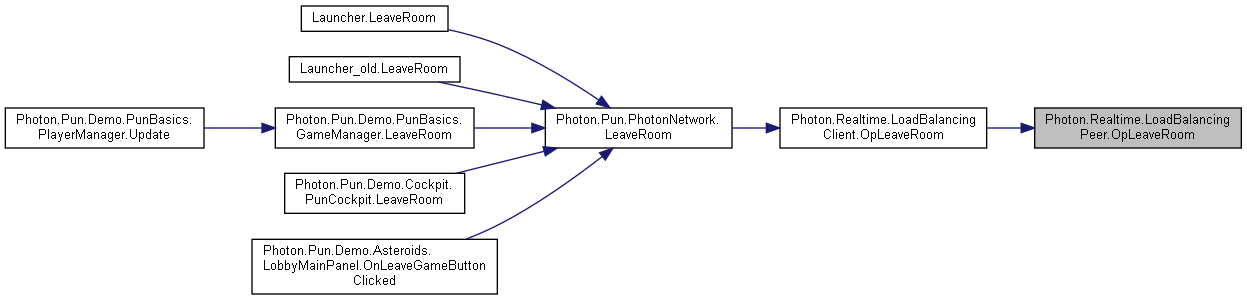 Launcher.LeaveRoom
Launcher_old.LeaveRoom
Photon.Pun.Demo.PunBasics.
PlayerManager.Update
Photon.Pun.Demo.PunBasics.
GameManager.LeaveRoom
Photon.Pun.PhotonNetwork.
LeaveRoom
Photon.Realtime.LoadBalancing
Client.OpLeaveRoom
Photon.Realtime.LoadBalancing
Peer.OpLeaveRoom
Photon.Pun.Demo.Cockpit.
PunCockpit.LeaveRoom
Photon.Pun.Demo.Asteroids.
LobbyMainPanel.OnLeaveGameButton
Clicked